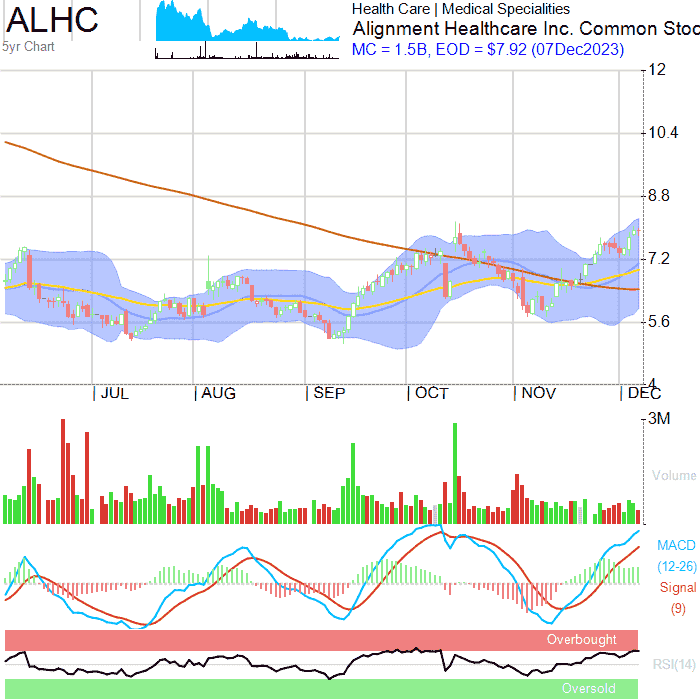 ALHC
5yr Chart
Health Care | Medical Specialities
Alignment Healthcare Inc. Common Stoc
MC = 1.5B, EOD = $7.92 (07Dec2023)
12
10.4
8.8
7.2
5.6
4
JUL
AUG
SEP
OCT
NOV
DEC
3M
Volume
MACD
(12-26)
Signal
(9)
Overbought
RSI(14)
Oversold